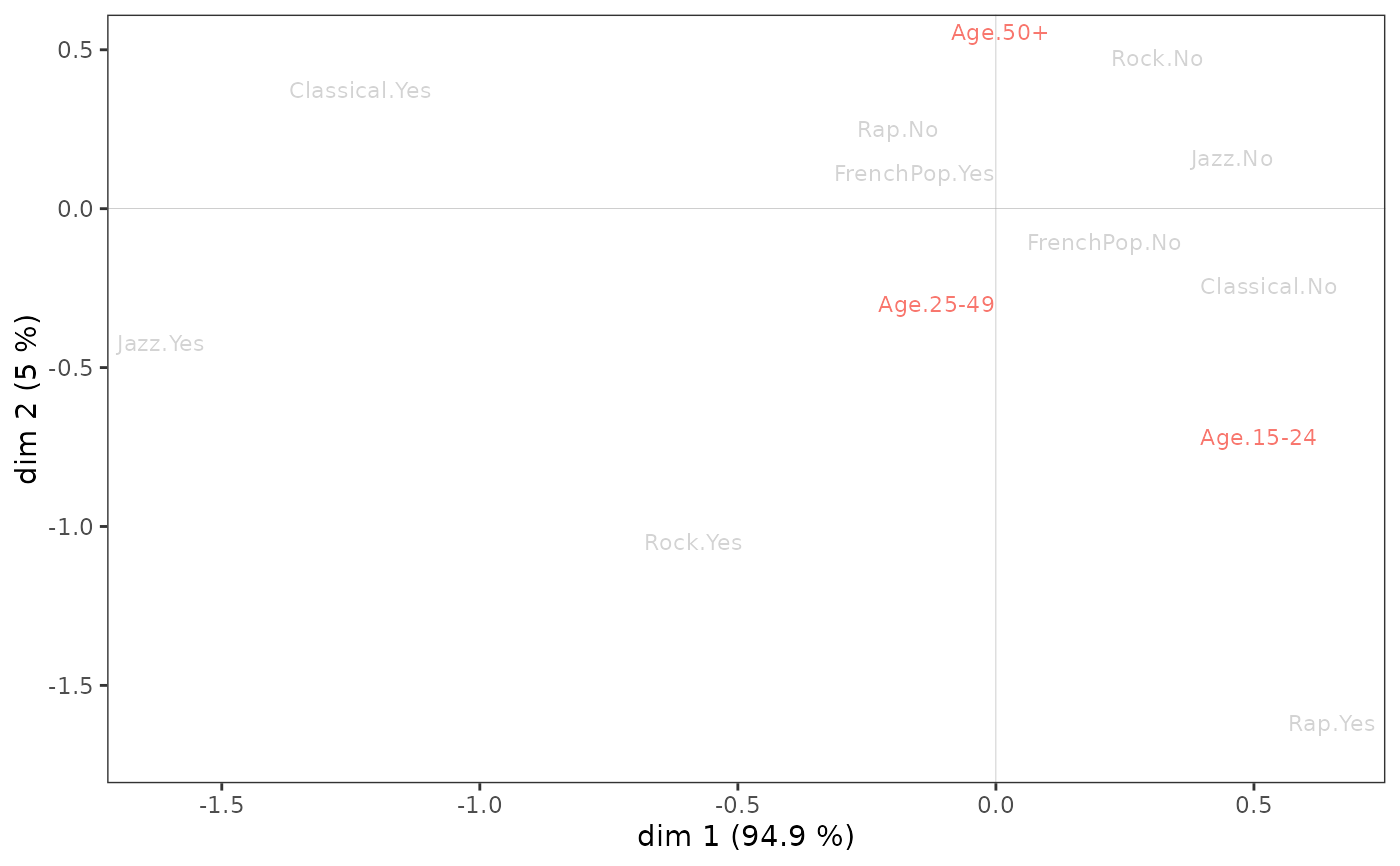 Age.50+
0.5
Rock.No
Classical.Yes
Rap.No
Jazz.No
FrenchPop.Yes
0.0
FrenchPop.No
Classical.No
Age.25-49
Jazz.Yes
-0.5
Age.15-24
dim 2 (5 %)
-1.0
Rock.Yes
-1.5
Rap.Yes
-1.5 -1.0 -0.5 0.0 0.5
dim 1 (94.9 %)